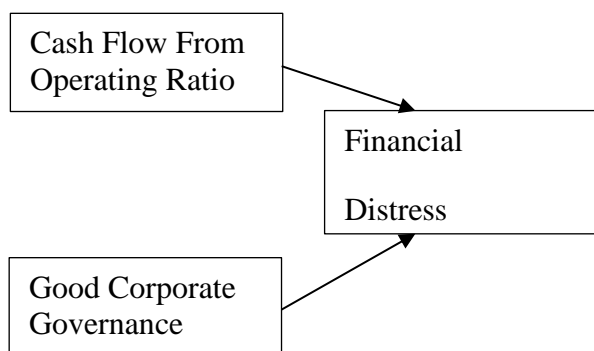 Cash Flow From
Operating Ratio
Financial
Distress
Good Corporate
Governance